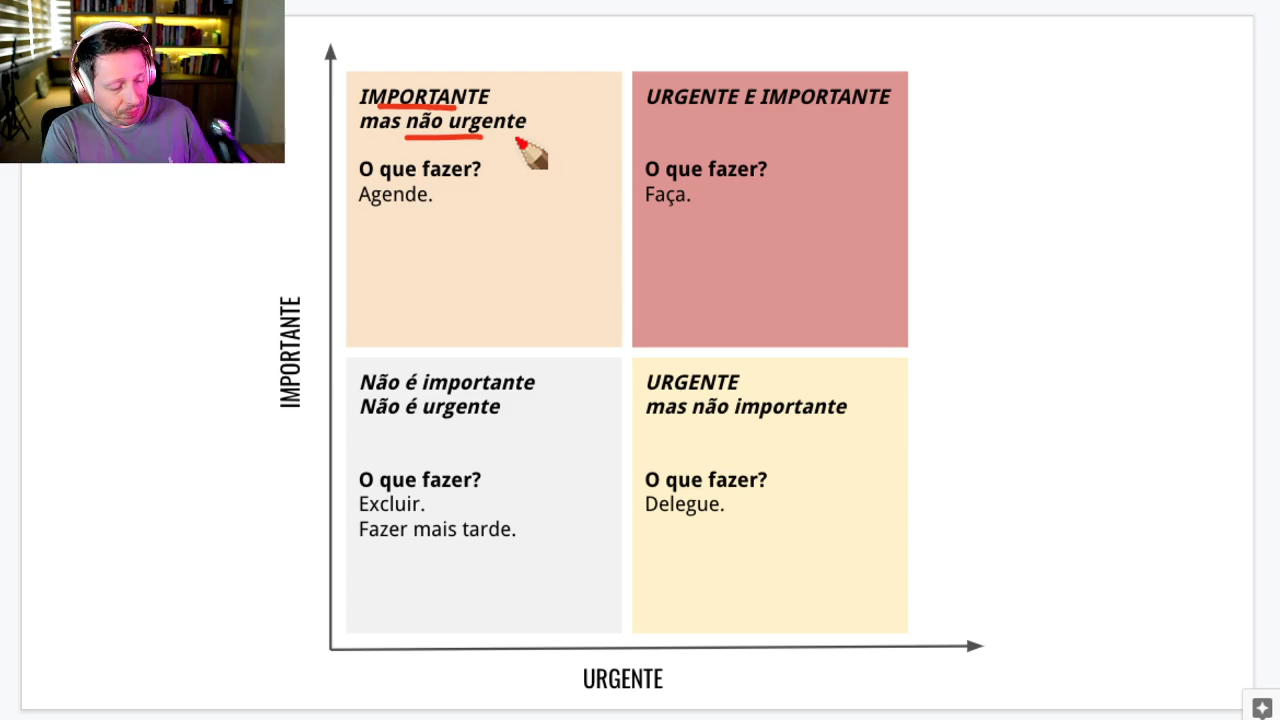 IMPORTANTE
mas não urgente
O que fazer?
Agende.
URGENTE E IMPORTANTE
O que fazer?
Faça.
Não é importante
Não é urgente
O que fazer?
Excluir.
Fazer mais tarde.
URGENTE
mas não importante
O que fazer?
Delegue.
IMPORTANTE
URGENTE